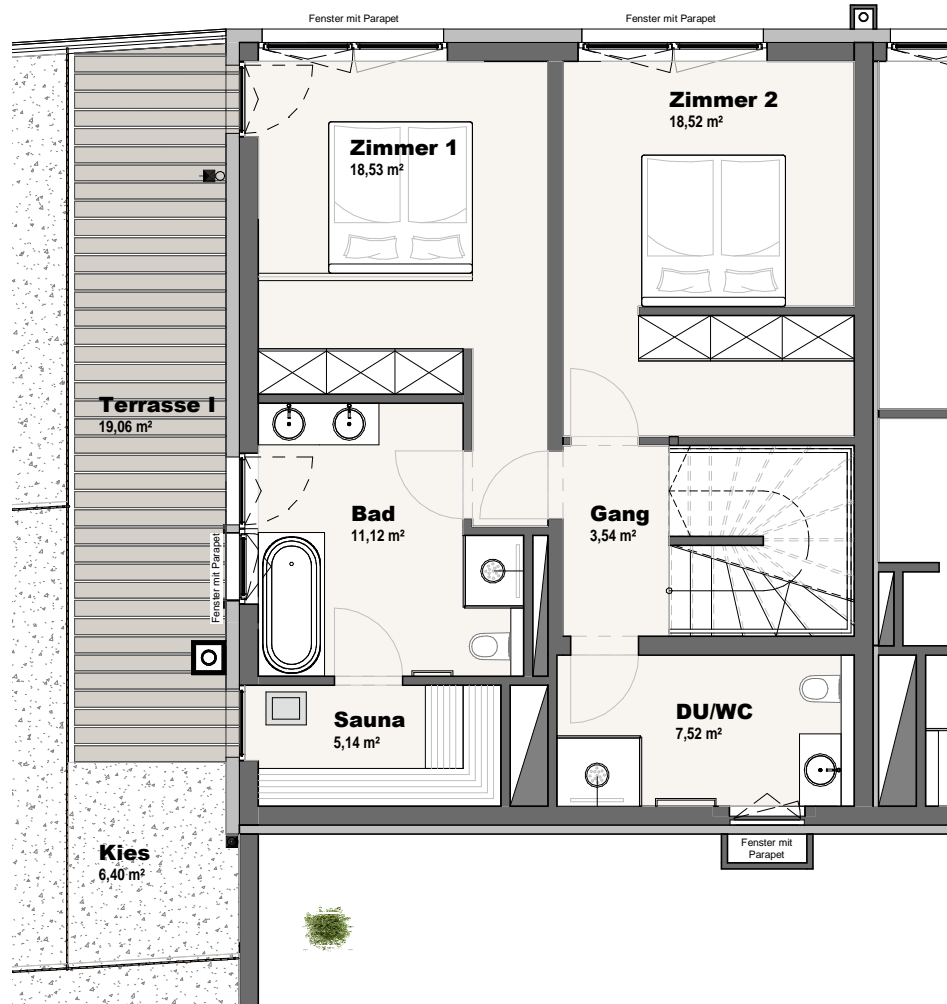 Fenster mit Parapet
Fenster mit Parapet
Zimmer 2
18,52 m²
Zimmer 1
18,53 m²
Terrasse I
19,06 m²
Bad
11,12 m²
Gang
3,54 m²
Fenster mit Parapet
Sauna
5,14 m²
DU/WC
7,52 m²
Fenster mit
Parapet
Kies
6,40 m²